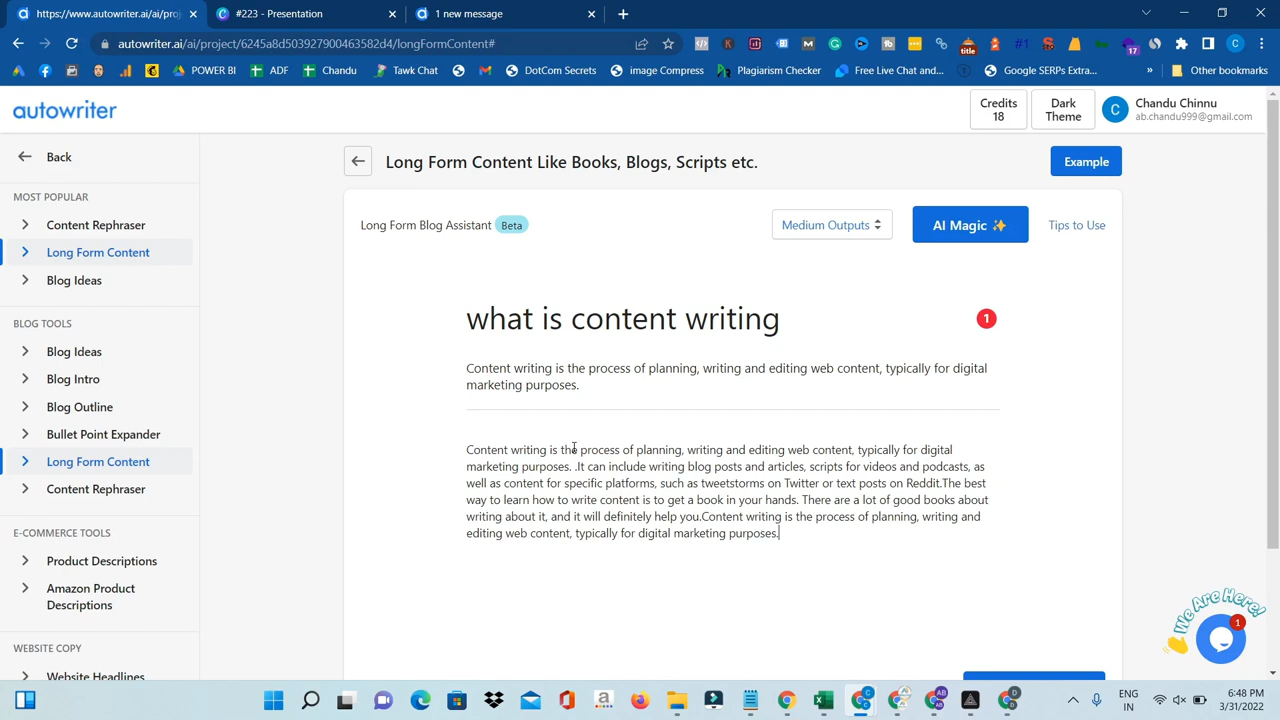 https://www.autowriter.ai/ai/proj
#223 - Presentation
1 new message
autowriter.ai/ai/project/6245a8d503927900463582d4/longFormContent#
title
#1
17
C
POWER BI
ADF
Chandu
Tawk Chat
DotCom Secrets
image Compress
Plagiarism Checker
Free Live Chat and...
Google SERPs Extra...
»
Other bookmarks
autowriter
Credits
18
Dark
Theme
C
Chandu Chinnu
ab.chandu999@gmail.com
Back
MOST POPULAR
Content Rephraser
Long Form Content
Blog Ideas
BLOG TOOLS
Blog Ideas
Blog Intro
Blog Outline
Bullet Point Expander
Long Form Content
Content Rephraser
E-COMMERCE TOOLS
Product Descriptions
Amazon Product
Descriptions
WEBSITE COPY
Website Headlines
Long Form Content Like Books, Blogs, Scripts etc.
Example
Long Form Blog Assistant Beta
Medium Outputs
AI Magic ✨
Tips to Use
what is content writing
1
Content writing is the process of planning, writing and editing web content, typically for digital
marketing purposes.
Content writing is the process of planning, writing and editing web content, typically for digital
marketing purposes. .It can include writing blog posts and articles, scripts for videos and podcasts, as
well as content for specific platforms, such as tweetstorms on Twitter or text posts on Reddit.The best
way to learn how to write content is to get a book in your hands. There are a lot of good books about
writing about it, and it will definitely help you.Content writing is the process of planning, writing and
editing web content, typically for digital marketing purposes.
We Are Here!
1
ENG
IN
6:48 PM
3/31/2022